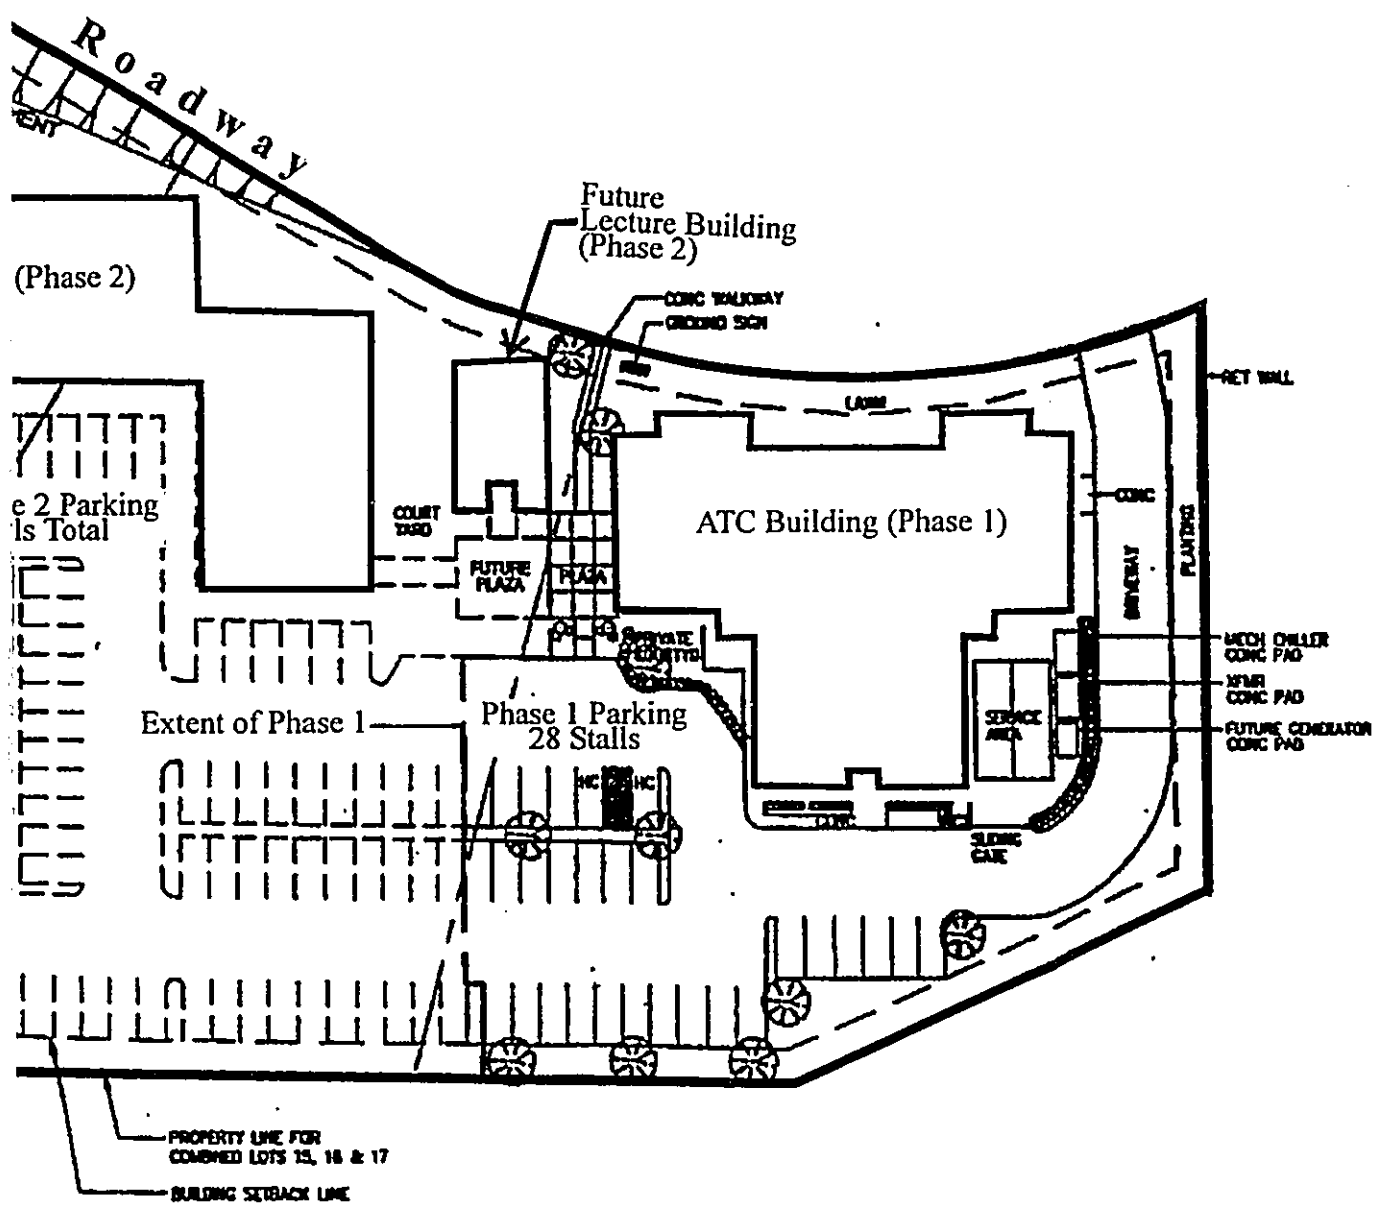 Roadway
ENT
Future
Lecture Building
(Phase 2)
(Phase 2)
CONC WALKWAY
GROUND SIGN
RET WALL
LAWN
e 2 Parking
ls Total
COURT
YARD
ATC Building (Phase 1)
CONC
DRIVEWAY
PLANTING
FUTURE
PLAZA
PLAZA
PRIVATE
MECH CHILLER
CONC PAD
XFMR
CONC PAD
FUTURE GENERATOR
CONC PAD
SERVICE
AREA
Extent of Phase 1
Phase 1 Parking
28 Stalls
HC
HC
SLIDING
GATE
PROPERTY LINE FOR
COMBINED LOTS 15, 16 & 17
BUILDING SETBACK LINE